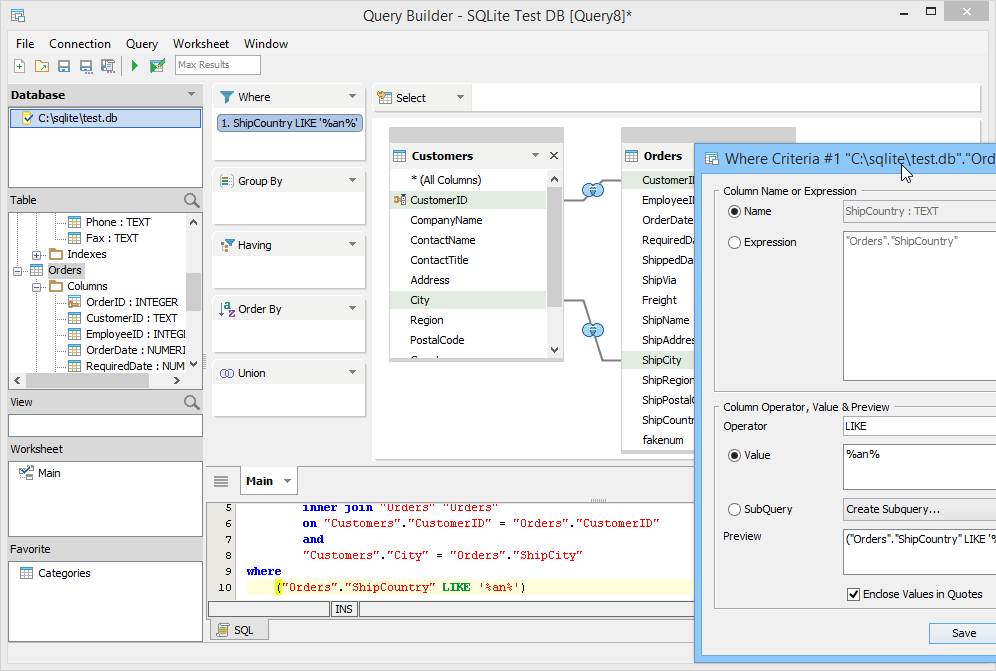 Query Builder - SQLite Test DB [Query8]*
File Connection Query Worksheet Window
Max Results
Database
C:\sqlite\test.db
Table
Phone : TEXT
Fax : TEXT
Indexes
Orders
Columns
OrderID : INTEGER
CustomerID : TEXT
EmployeeID : INTEG
OrderDate : NUMERI
RequiredDate : NUM
View
Worksheet
Main
Favorite
Categories
Where
1. ShipCountry LIKE '%an%'
Group By
Having
Order By
Union
Select
Customers
* (All Columns)
CustomerID
CompanyName
ContactName
ContactTitle
Address
City
Region
PostalCode
Orders
CustomerI
EmployeeI
OrderDate
RequiredDa
ShippedDa
ShipVia
Freight
ShipName
ShipAddres
ShipCity
ShipRegion
ShipPostalC
ShipCountr
fakenum
Main
5 inner join "Orders" "Orders"
6 on "Customers"."CustomerID" = "Orders"."CustomerID"
7 and
8 "Customers"."City" = "Orders"."ShipCity"
9 where
10 ("Orders"."ShipCountry" LIKE '%an%')
INS
SQL
Where Criteria #1 "C:\sqlite\test.db"."Ord
Column Name or Expression
Name
ShipCountry : TEXT
Expression
"Orders"."ShipCountry"
Column Operator, Value & Preview
Operator
LIKE
Value
%an%
SubQuery
Create Subquery...
Preview
("Orders"."ShipCountry" LIKE '%
Enclose Values in Quotes
Save